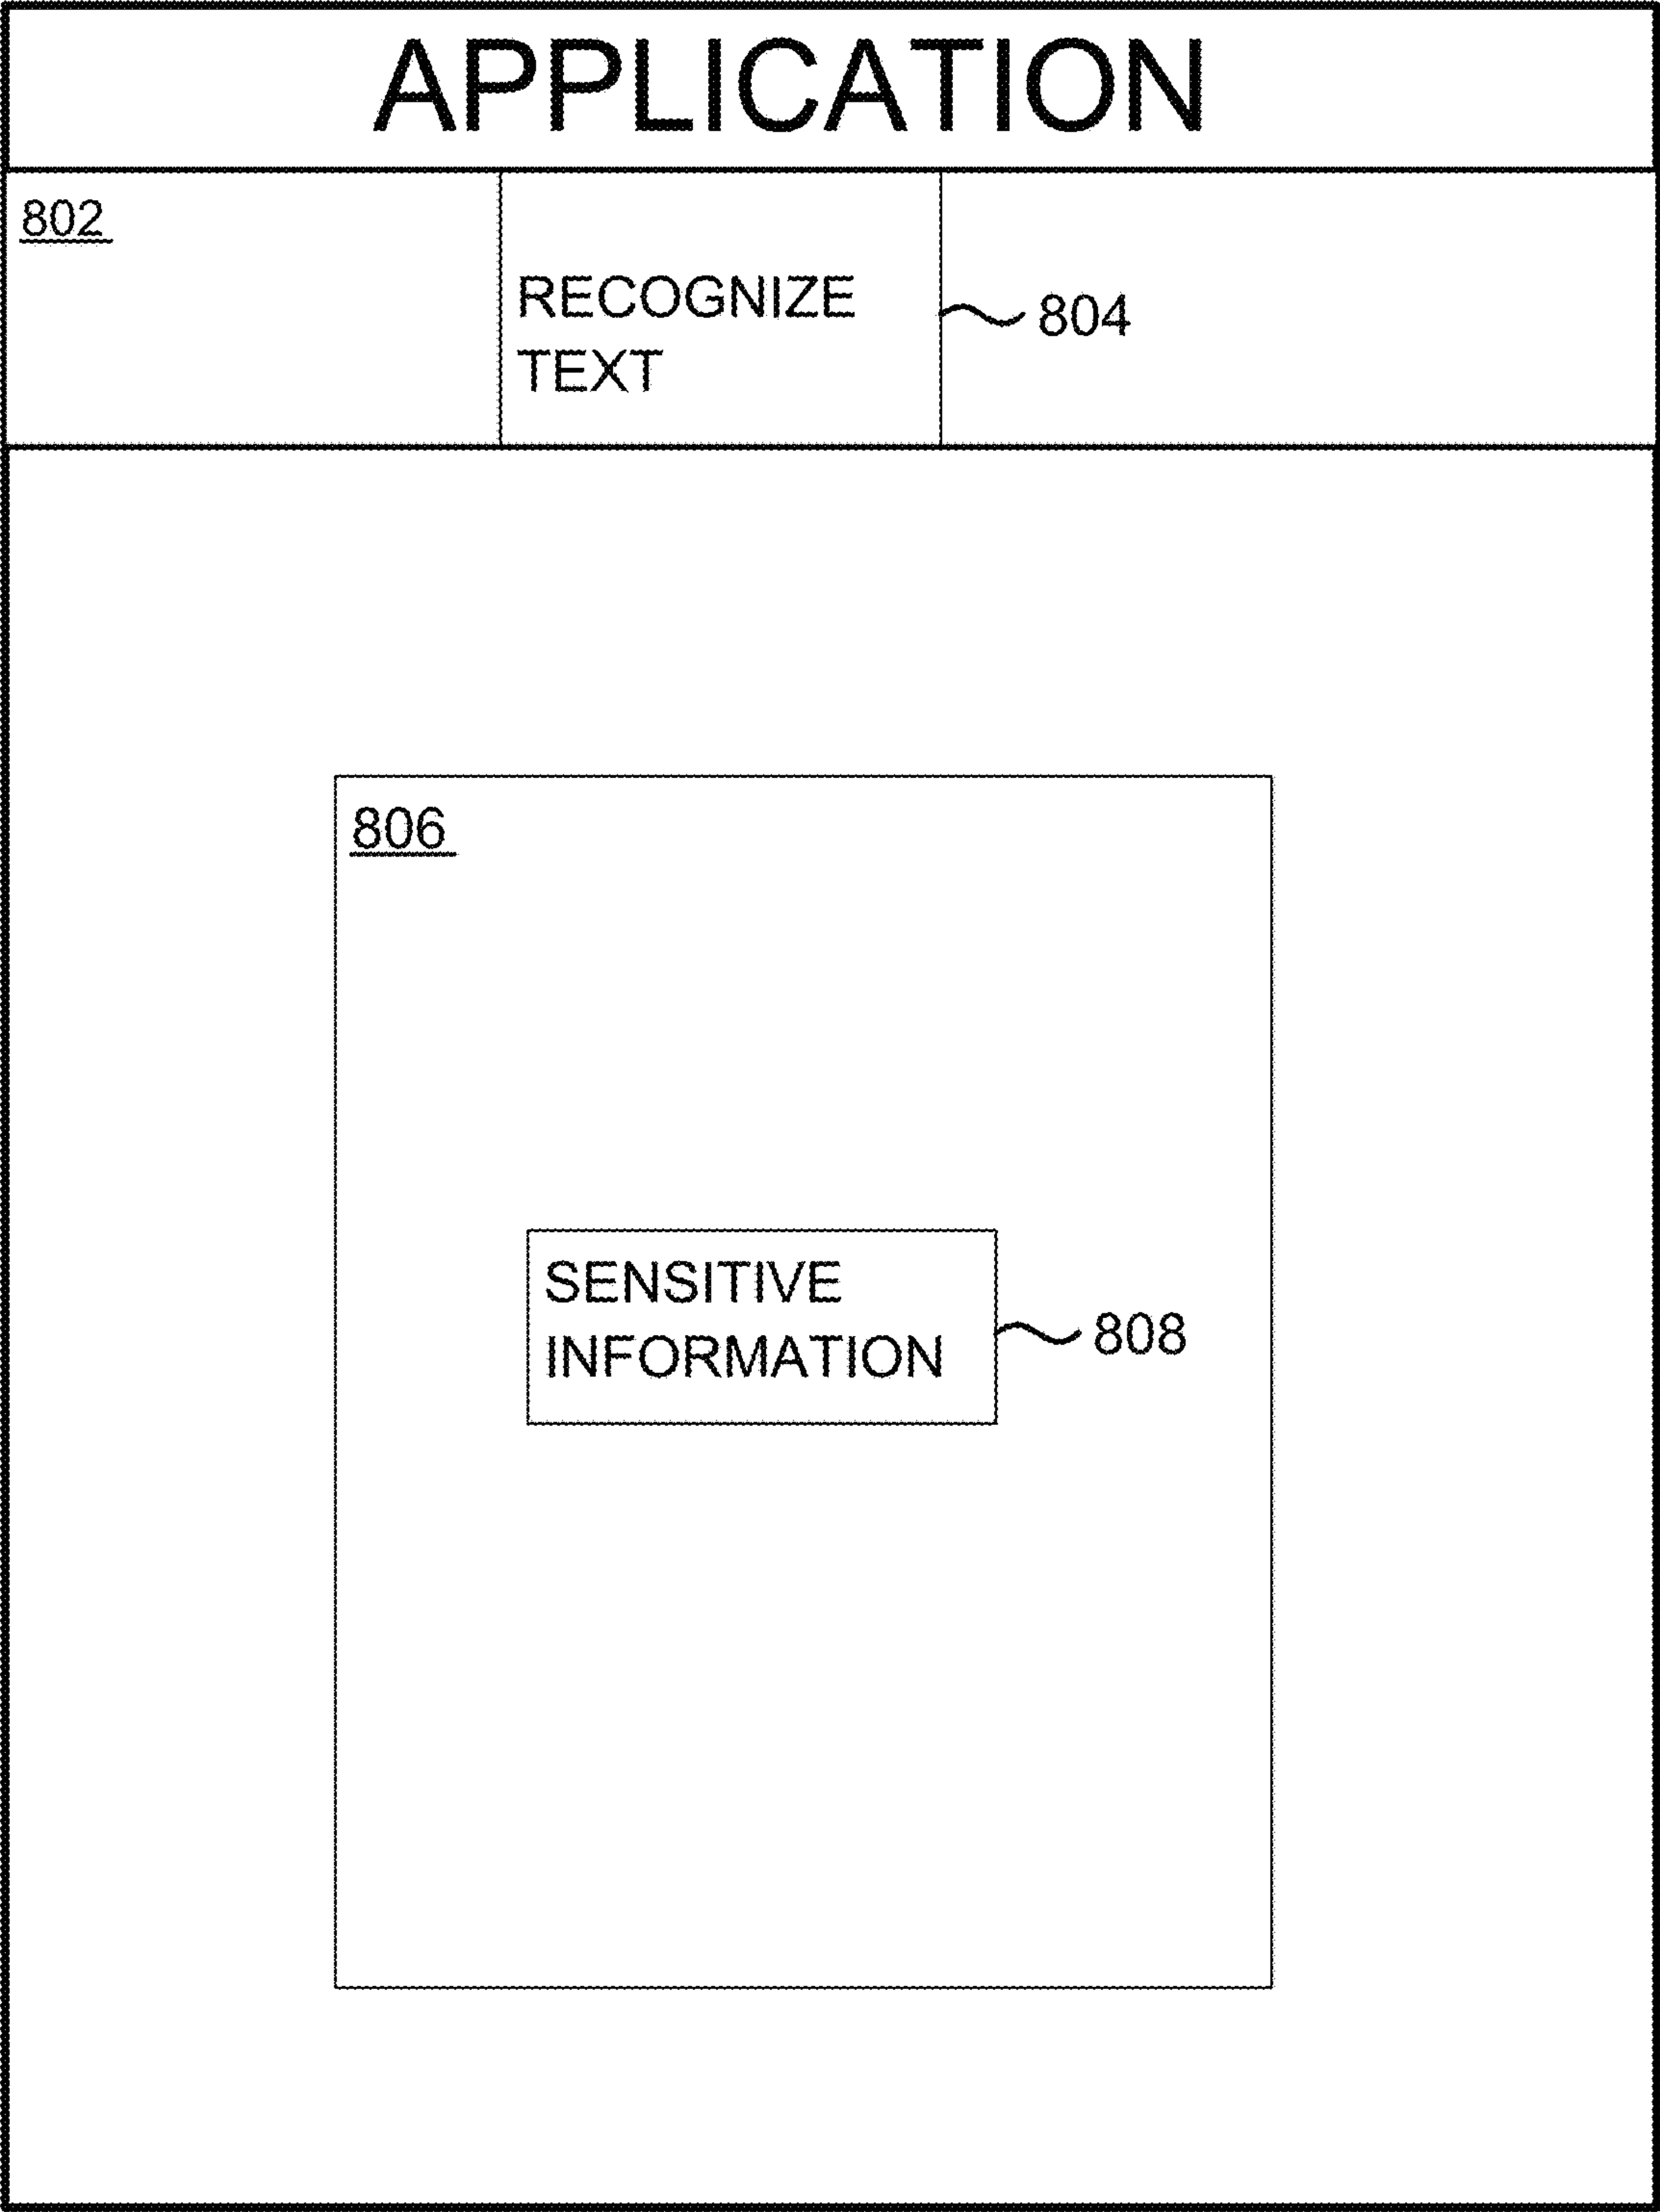 APPLICATION
802
RECOGNIZE
TEXT
804
806
SENSITIVE
INFORMATION
808